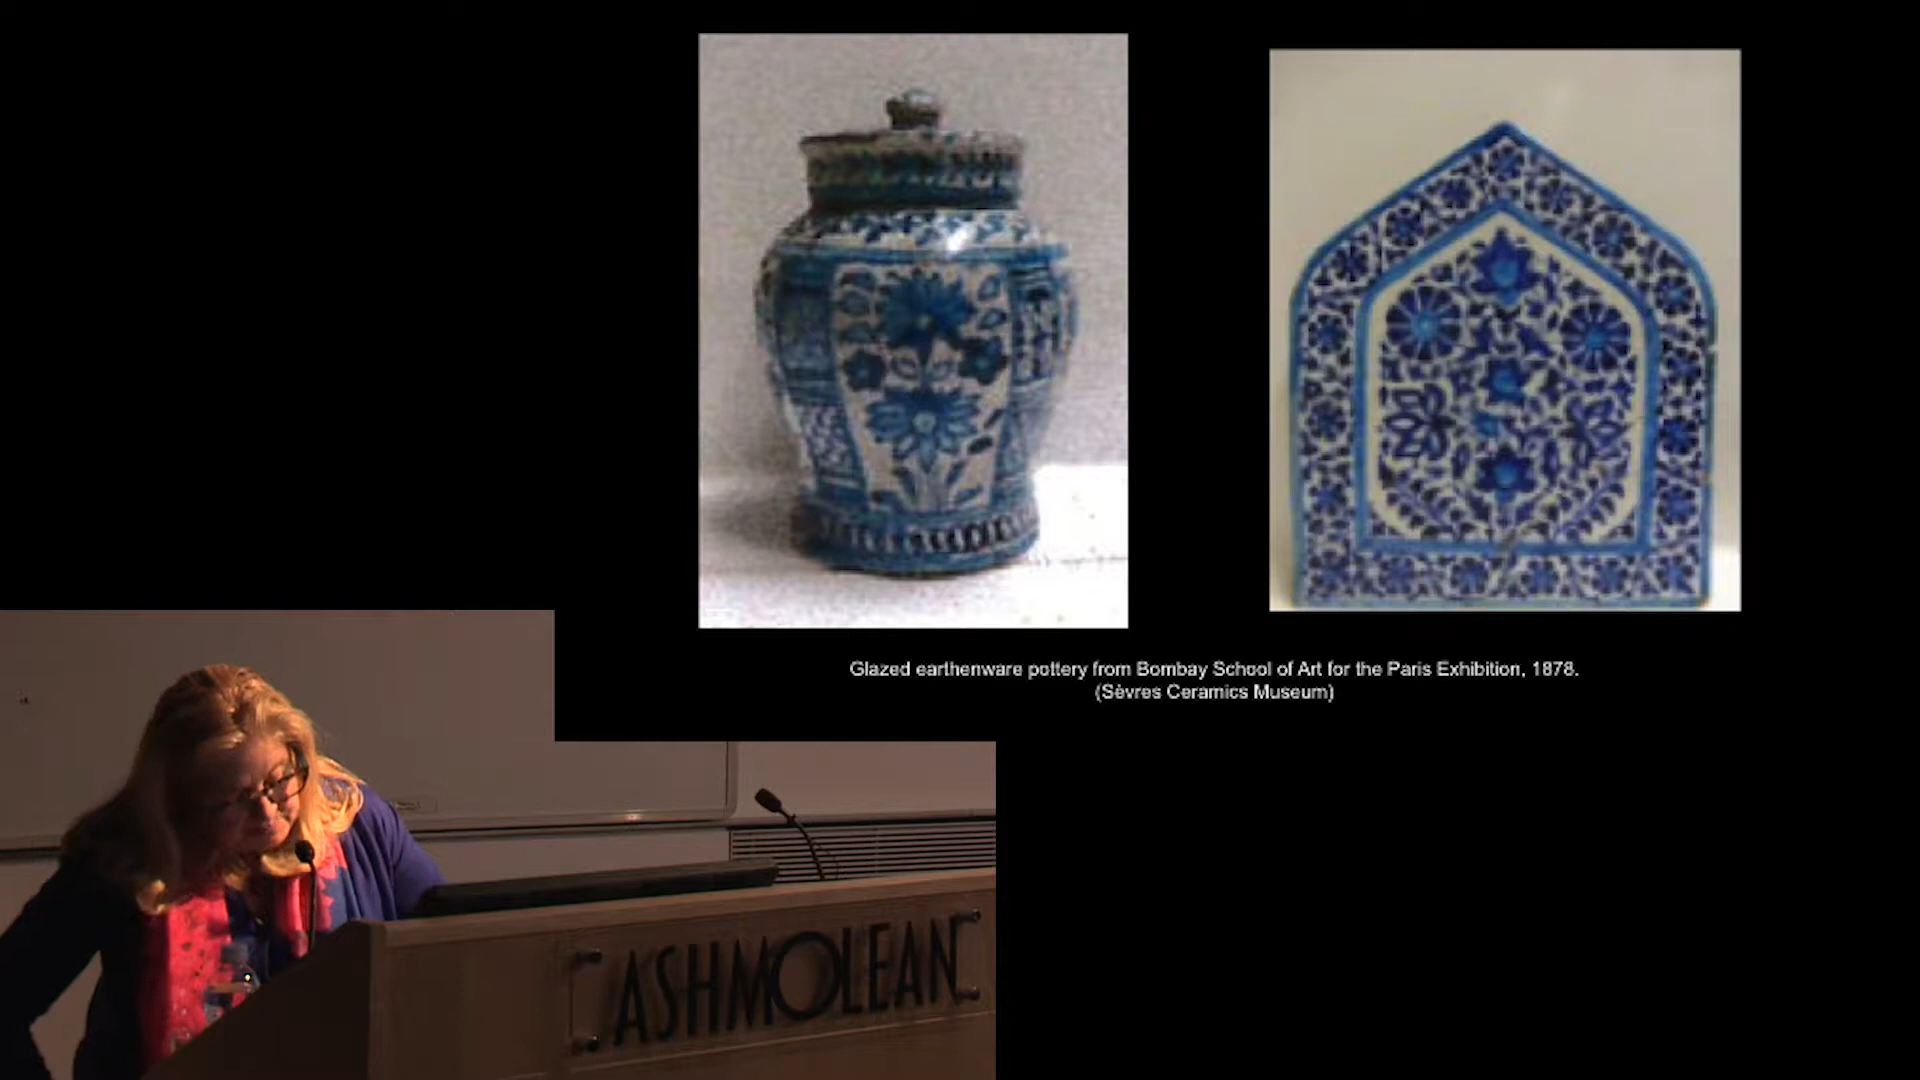 Glazed earthenware pottery from Bombay School of Art for the Paris Exhibition, 1878.
(Sèvres Ceramics Museum)
ASHMOLEAN